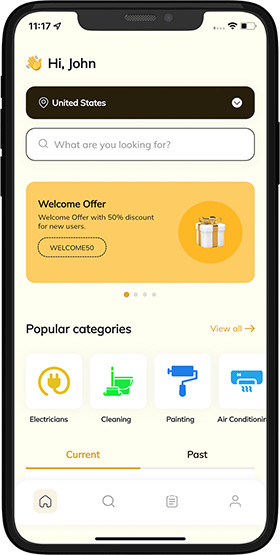 11:17
Hi, John
United States
What are you looking for?
Welcome Offer
Welcome Offer with 50% discount
for new users.
WELCOME50
Popular categories
View all
Electricians
Cleaning
Painting
Air Conditionin
Current
Past